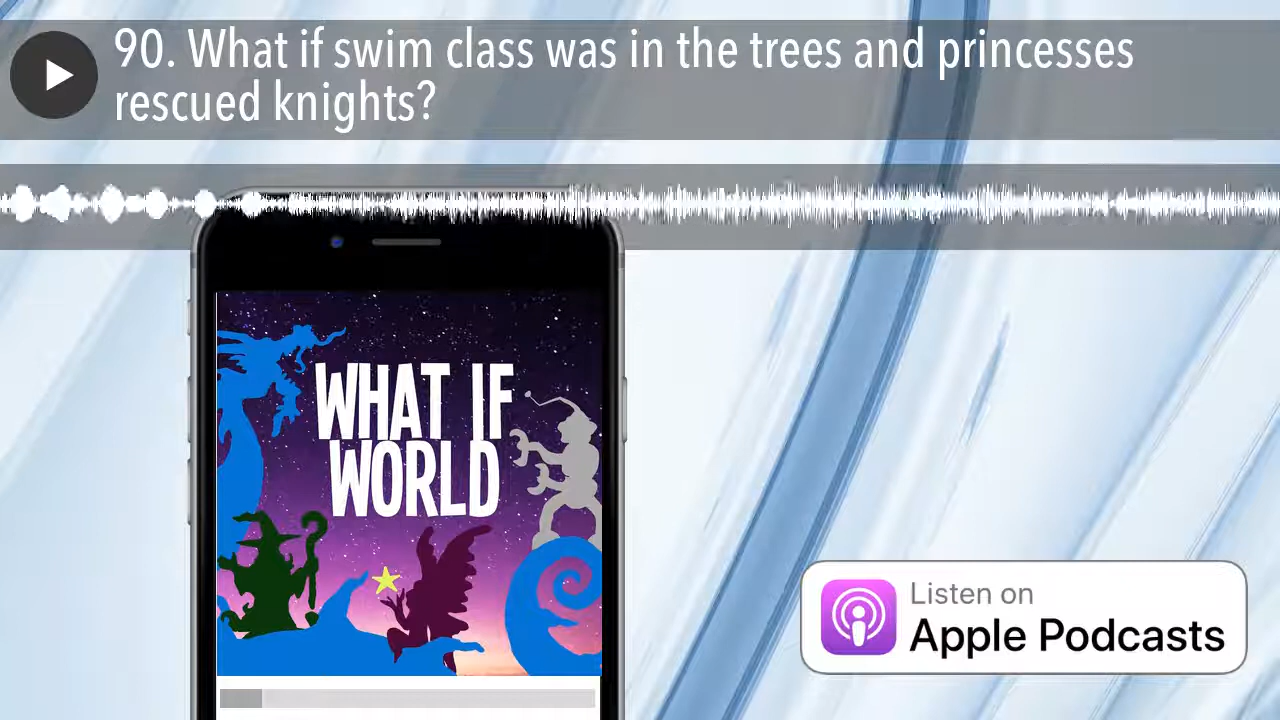 90. What if swim class was in the trees and princesses
rescued knights?
WHAT IF
WORLD
Listen on
Apple Podcasts